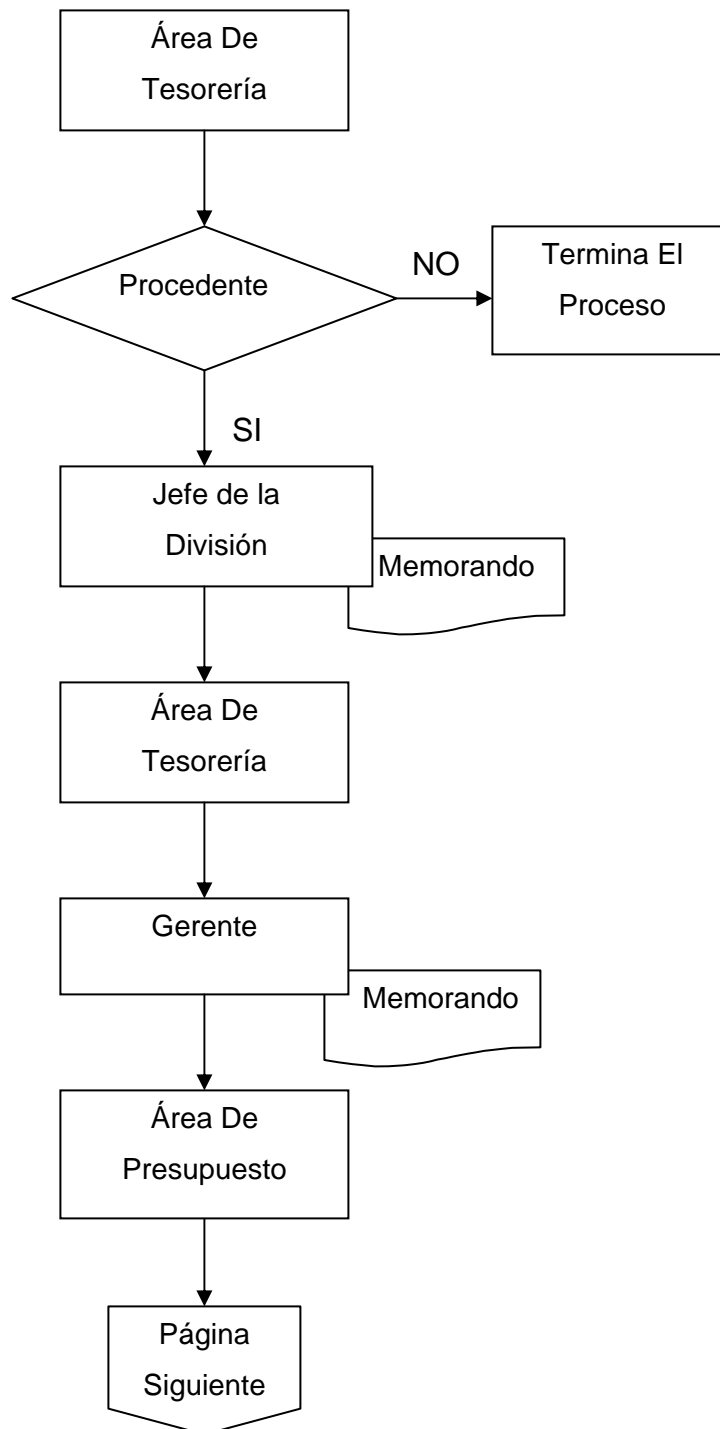 Área De
Tesorería
Procedente
NO
Termina El
Proceso
SI
Jefe de la
División
Memorando
Área De
Tesorería
Gerente
Memorando
Área De
Presupuesto
Página
Siguiente